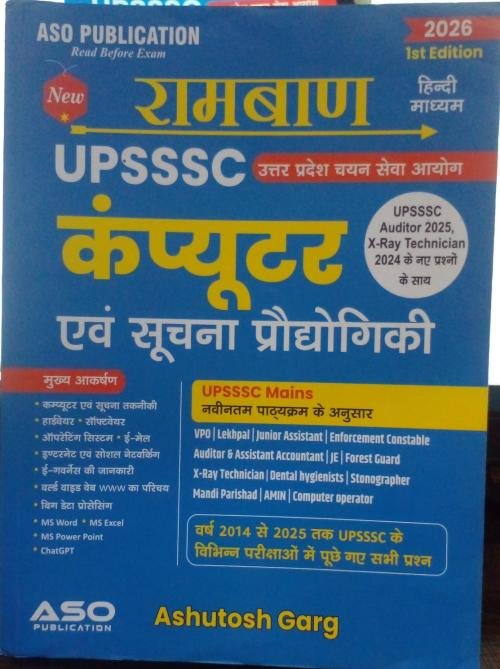 ASO PUBLICATION
Read Before Exam
2026
1st Edition
New
रामबाण
हिन्दी
माध्यम
UPSSSC
उत्तर प्रदेश चयन सेवा आयोग
कंप्यूटर
UPSSSC
Auditor 2025,
X-Ray Technician
2024 के नए प्रश्नों
के साथ
एवं सूचना प्रौद्योगिकी
मुख्य आकर्षण
• कम्प्यूटर एवं सूचना तकनीकी
• हार्डवेयर • सॉफ्टवेयर
• ऑपरेटिंग सिस्टम • ई-मेल
• इण्टरनेट एवं सोशल नेटवर्किंग
• ई-गवर्नेंस की जानकारी
• वर्ल्ड वाइड वेब www का परिचय
• बिग डेटा प्रोसेसिंग
• MS Word • MS Excel
• MS Power Point
• ChatGPT
UPSSSC Mains
नवीनतम पाठ्यक्रम के अनुसार
VPO | Lekhpal | Junior Assistant | Enforcement Constable
Auditor & Assistant Accountant | JE | Forest Guard
X-Ray Technician | Dental hygienists | Stonographer
Mandi Parishad | AMIN | Computer operator
वर्ष 2014 से 2025 तक UPSSSC के
विभिन्न परीक्षाओं में पूछे गए सभी प्रश्न
ASO
PUBLICATION
Ashutosh Garg